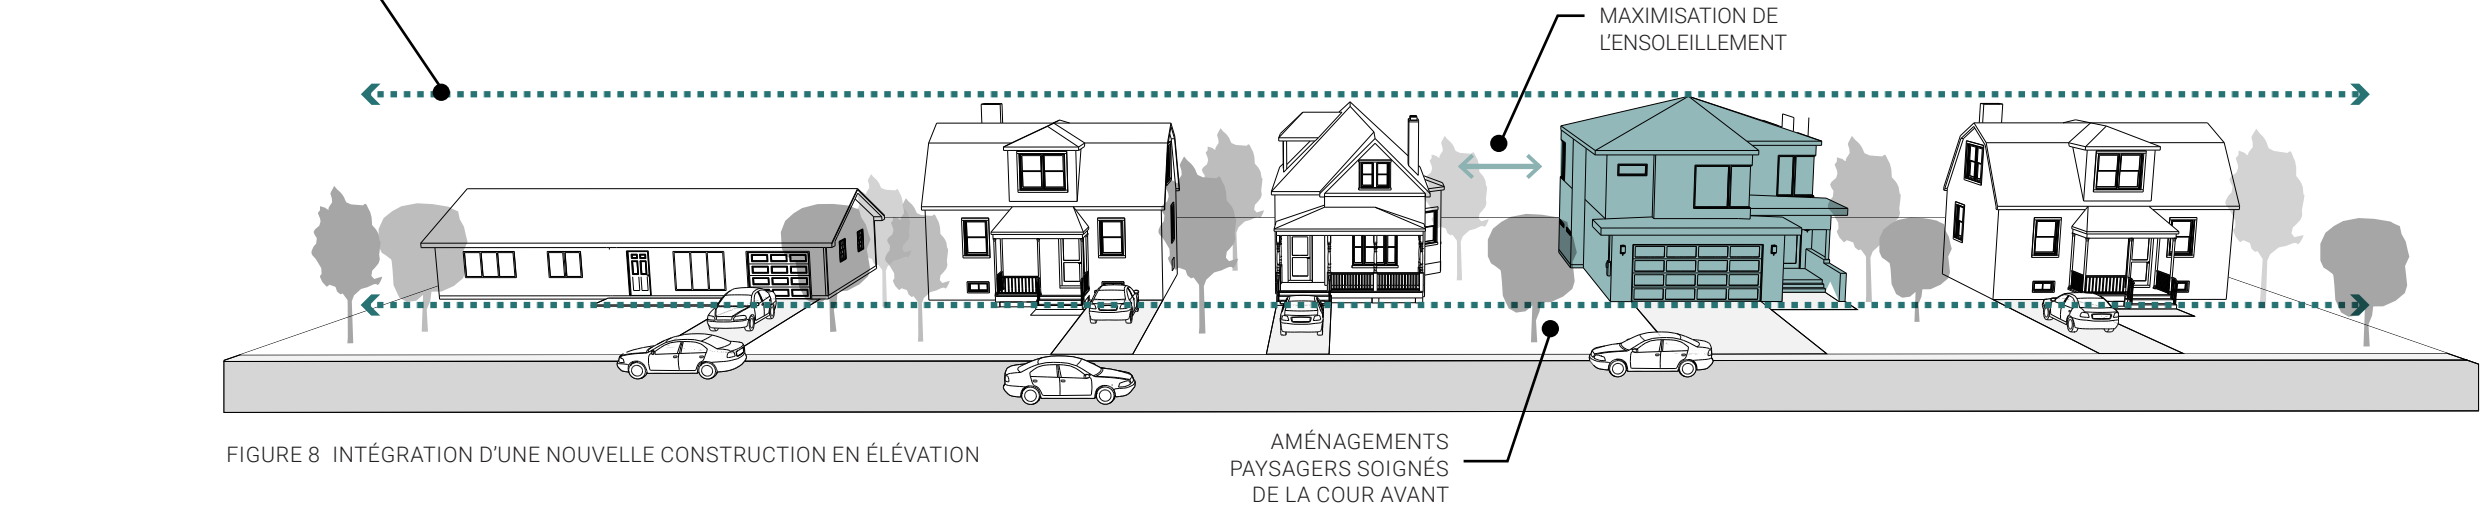 MAXIMISATION DE
L'ENSOLEILLEMENT
FIGURE 8 INTÉGRATION D'UNE NOUVELLE CONSTRUCTION EN ÉLÉVATION
AMÉNAGEMENTS
PAYSAGERS SOIGNÉS
DE LA COUR AVANT